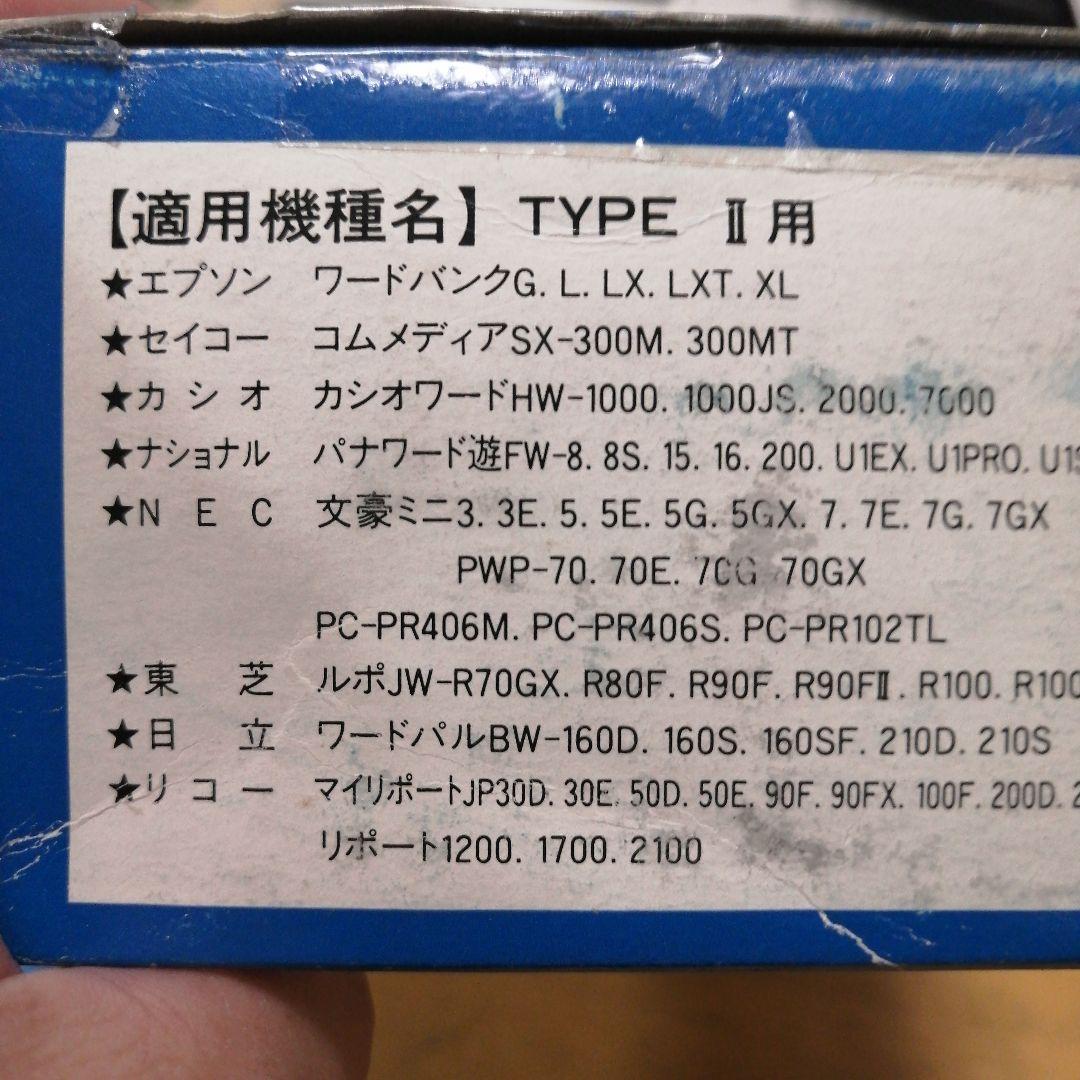 【適用機種名】 TYPE Ⅱ用
★エプソン ワードバンクG. L. LX. LXT. XL
★セイコー コムメディアSX-300M. 300MT
★カシオ カシオワードHW-1000. 1000JS. 2000. 7000
★ナショナル パナワード遊FW-8. 8S. 15. 16. 200. U1EX. U1PRO. U1S
★NEC 文豪ミニ3. 3E. 5. 5E. 5G. 5GX. 7. 7E. 7G. 7GX
PWP-70. 70E. 70G 70GX
PC-PR406M. PC-PR406S. PC-PR102TL
★東芝 ルポJW-R70GX. R80F. R90F. R90FⅡ. R100. R100
★日立 ワードパルBW-160D. 160S. 160SF. 210D. 210S
★リコー マイリポートJP30D. 30E. 50D. 50E. 90F. 90FX. 100F. 200D. 2
リポート1200. 1700. 2100